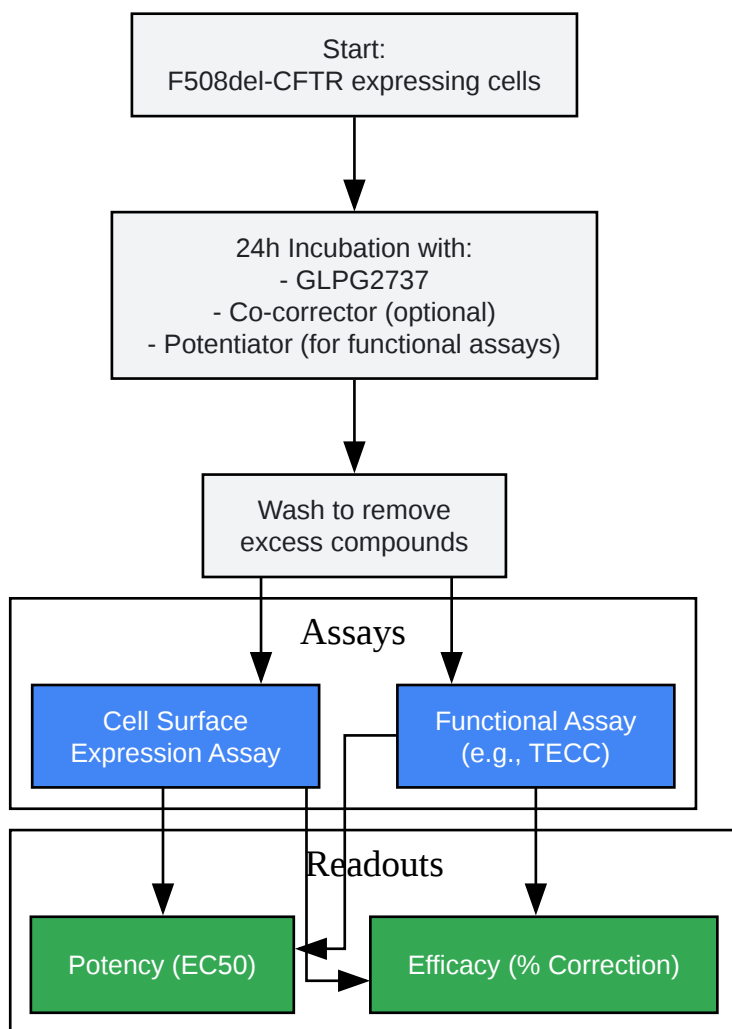 Start:
F508del-CFTR expressing cells
24h Incubation with:
- GLPG2737
- Co-corrector (optional)
- Potentiator (for functional assays)
Wash to remove
excess compounds
Assays
Cell Surface
Expression Assay
Functional Assay
(e.g., TECC)
Readouts
Potency (EC50)
Efficacy (% Correction)